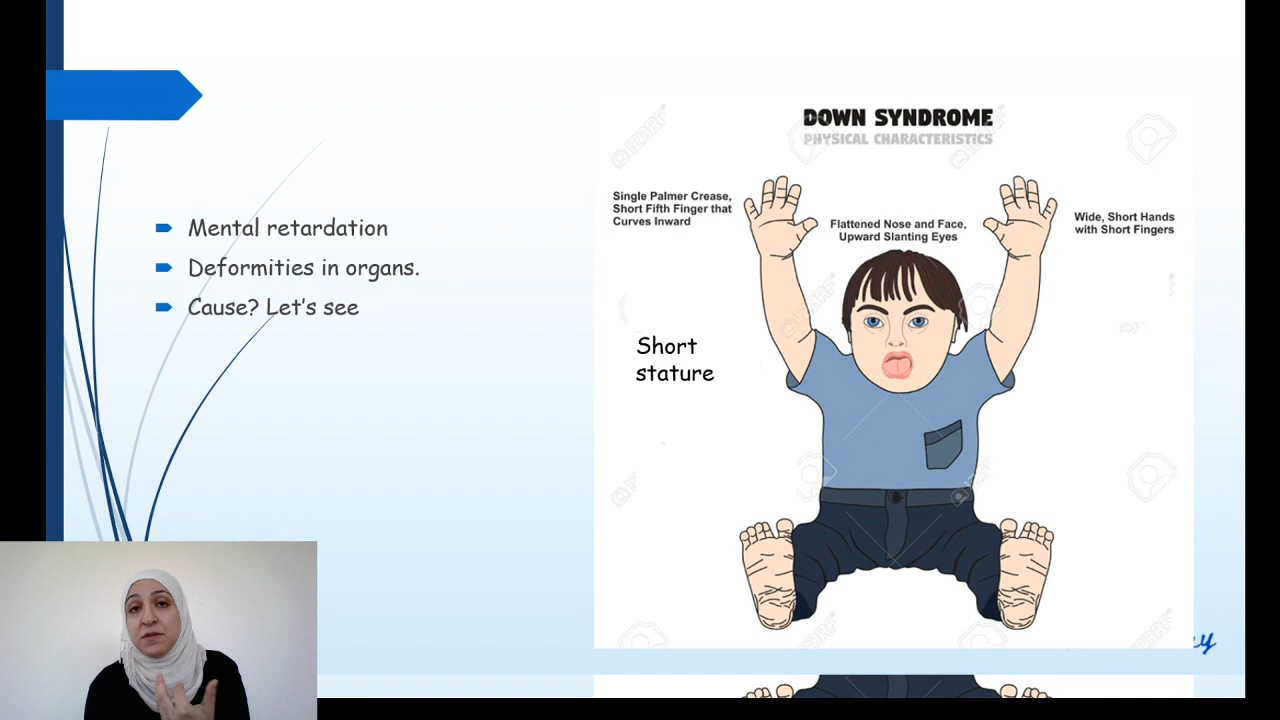 DOWN SYNDROME
PHYSICAL CHARACTERISTICS
Single Palmer Crease,
Short Fifth Finger that
Curves Inward
Flattened Nose and Face,
Upward Slanting Eyes
Wide, Short Hands
with Short Fingers
Mental retardation
Deformities in organs.
Cause? Let's see
Short
stature